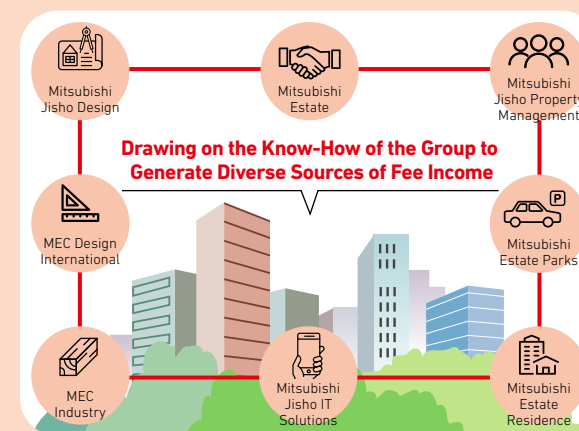 Mitsubishi
Jisho Design
Mitsubishi
Estate
Mitsubishi
Jisho Property
Management
Drawing on the Know-How of the Group to
Generate Diverse Sources of Fee Income
MEC Design
International
P
Mitsubishi
Estate Parks
MEC
Industry
Mitsubishi
Jisho IT
Solutions
Mitsubishi
Estate
Residence